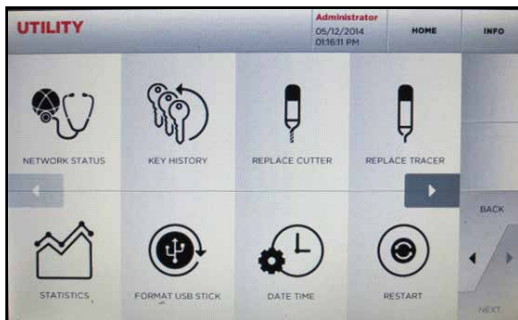 UTILITY
Administrator
05/12/2014
01:16:11 PM
HOME
INFO
NETWORK STATUS
KEY HISTORY
REPLACE CUTTER
REPLACE TRACER
BACK
STATISTICS
FORMAT USB STICK
DATE TIME
RESTART
NEXT